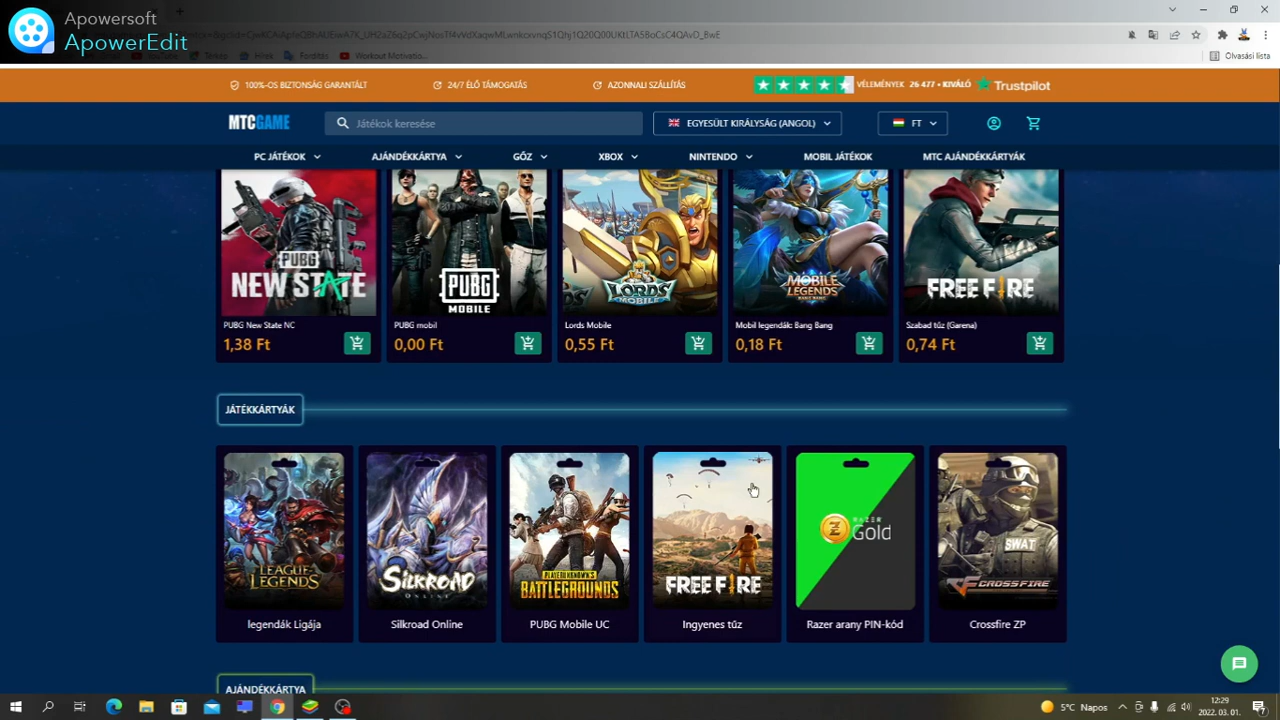 Apowersoft
ApowerEdit
Olvasási lista
100%-OS BIZTONSÁG GARANTÁLT
24/7 ÉLŐ TÁMOGATÁS
AZONNALI SZÁLLÍTÁS
VÉLEMÉNYEK 26 477 • KIVÁLÓ Trustpilot
MTCGAME
Játékok keresése
EGYESÜLT KIRÁLYSÁG (ANGOL)
FT
PC JÁTÉKOK
AJÁNDÉKKÁRTYA
GŐZ
XBOX
NINTENDO
MOBIL JÁTÉKOK
MTC AJÁNDÉKKÁRTYÁK
PUBG
NEW STATE
PUBG
MOBILE
LORDS
MOBILE
MOBILE
LEGENDS
BANG BANG
FREE FIRE
PUBG New State NC
PUBG mobil
Lords Mobile
Mobil legendák: Bang Bang
Szabad tűz (Garena)
1,38 Ft
0,00 Ft
0,55 Ft
0,18 Ft
0,74 Ft
JÁTÉKKÁRTYÁK
LEAGUE OF
LEGENDS
SILKROAD
ONLINE
PLAYERUNKNOWN'S
BATTLEGROUNDS
FREE FIRE
RAZER
Gold
SWAT
CROSSFIRE
legendák Ligája
Silkroad Online
PUBG Mobile UC
Ingyenes tűz
Razer arany PIN-kód
Crossfire ZP
AJÁNDÉKKÁRTYA
5°C Napos
12:29
2022. 03. 01.